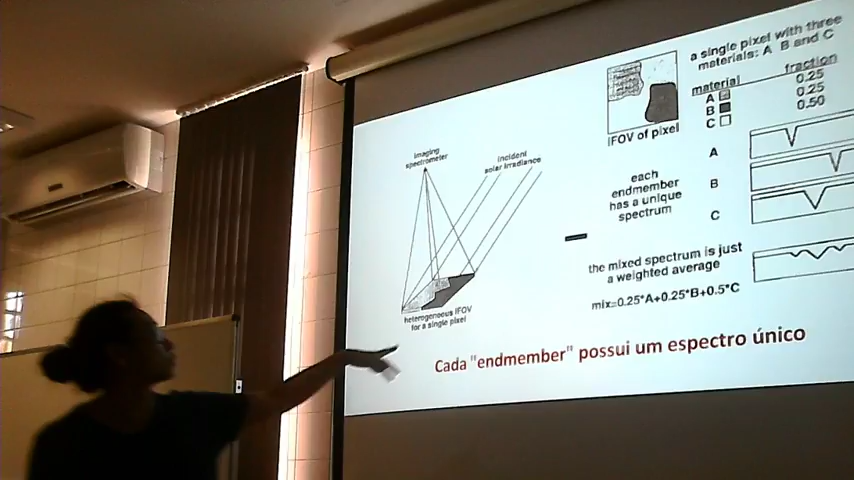 a single pixel with three
materials: A B and C
material fraction
A 0.25
B 0.25
C 0.50
IFOV of pixel
imaging
spectrometer
incident
solar irradiance
A
each
endmember
has a unique
spectrum
B
C
the mixed spectrum is just
a weighted average
mix=0.25*A+0.25*B+0.5*C
heterogenous IFOV
for a single pixel
Cada "endmember" possui um espectro único